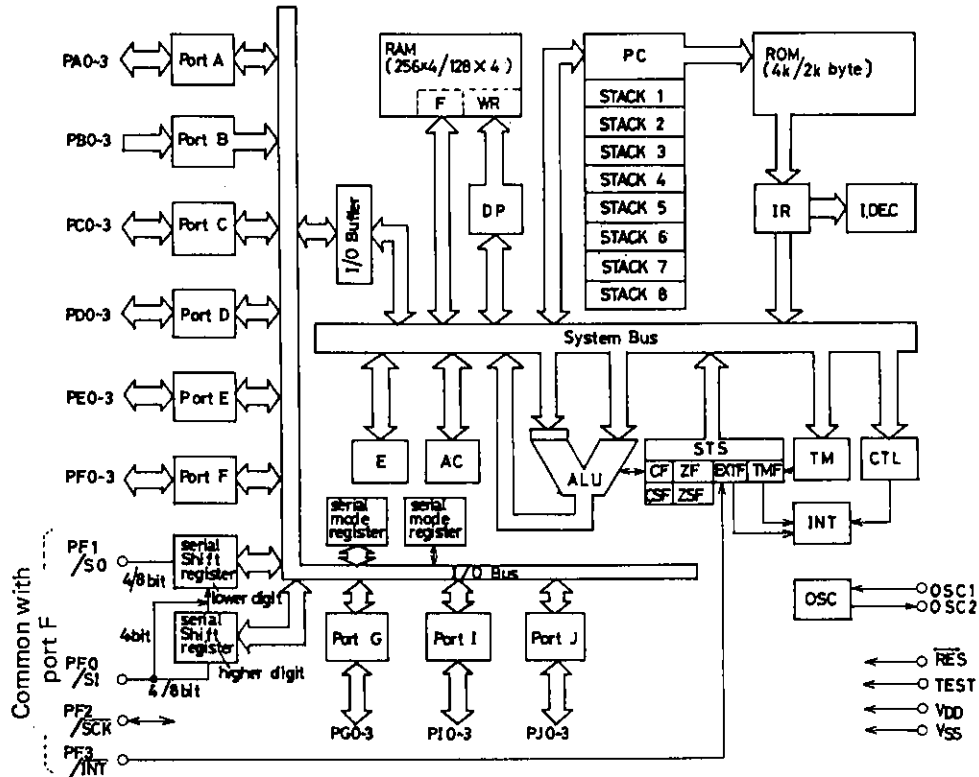 PA0~3
Port A
PB0~3
Port B
PC0~3
Port C
PD0~3
Port D
PE0~3
Port E
PF0~3
Port F
I/O Buffer
RAM
(256×4/128×4)
F
WR
DP
PC
STACK 1
STACK 2
STACK 3
STACK 4
STACK 5
STACK 6
STACK 7
STACK 8
ROM
(4k/2k byte)
IR
I.DEC
System Bus
E
AC
ALU
STS
CF
ZF
EXTF
TMF
CSF
ZSF
TM
CTL
INT
serial
mode
register
serial
mode
register
I/O Bus
OSC
OSC1
OSC2
Common with
port F
PF1
/SO
4/8bit
serial
Shift
register
lower digit
4bit
serial
Shift
register
higher digit
PF0
/SI
4/8bit
PF2
/SCK
PF3
/INT
Port G
Port I
Port J
PG0~3
PI0~3
PJ0~3
RES
TEST
VDD
VSS